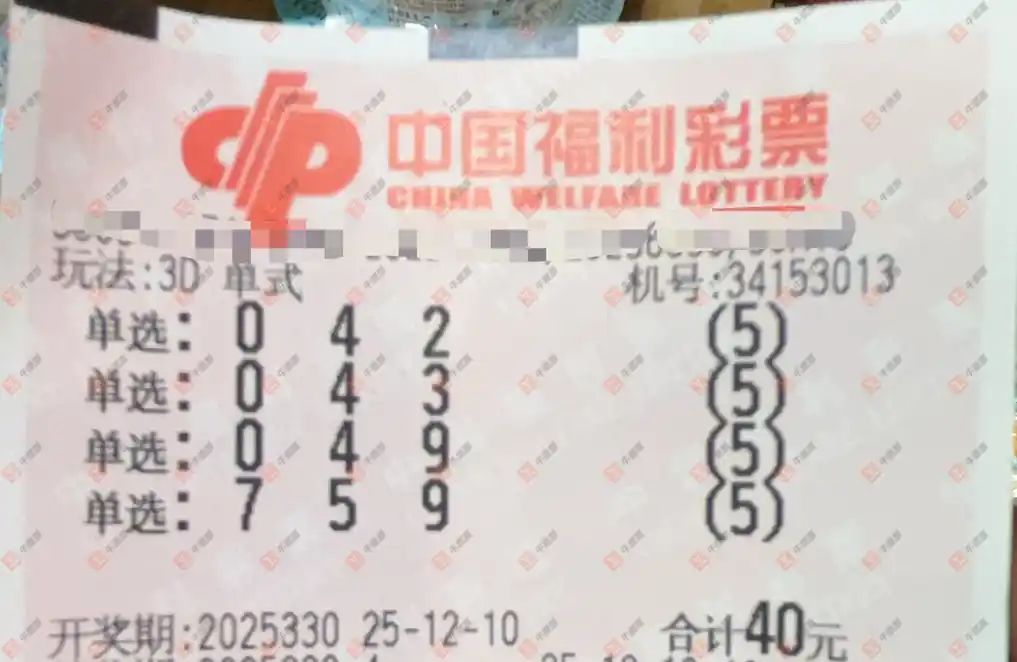 中国福利彩票
CHINA WELFARE LOTTERY
玩法:3D 单式 机号:34153013
单选: 0 4 2 (5)
单选: 0 4 3 (5)
单选: 0 4 9 (5)
单选: 7 5 9 (5)
开奖期:2025330 25-12-10 合计40元